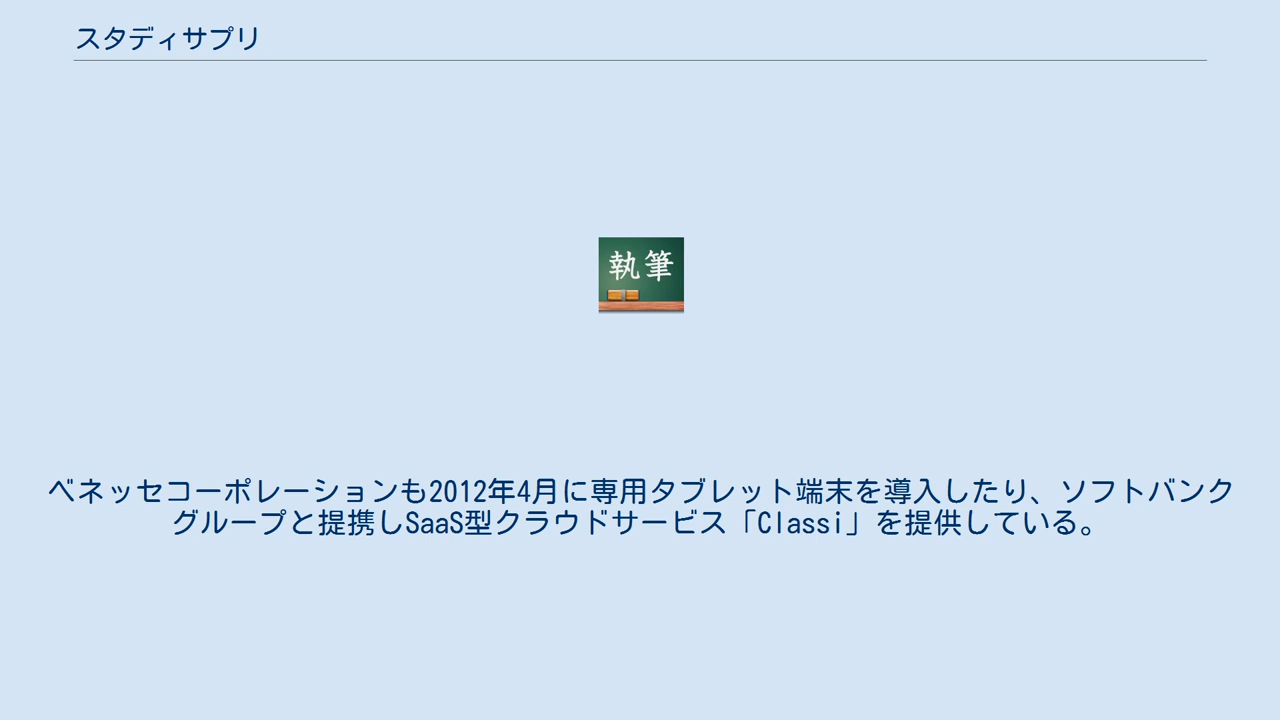 スタディサプリ
執筆
ベネッセコーポレーションも2012年4月に専用タブレット端末を導入したり、ソフトバンク
グループと提携しSaaS型クラウドサービス「Classi」を提供している。